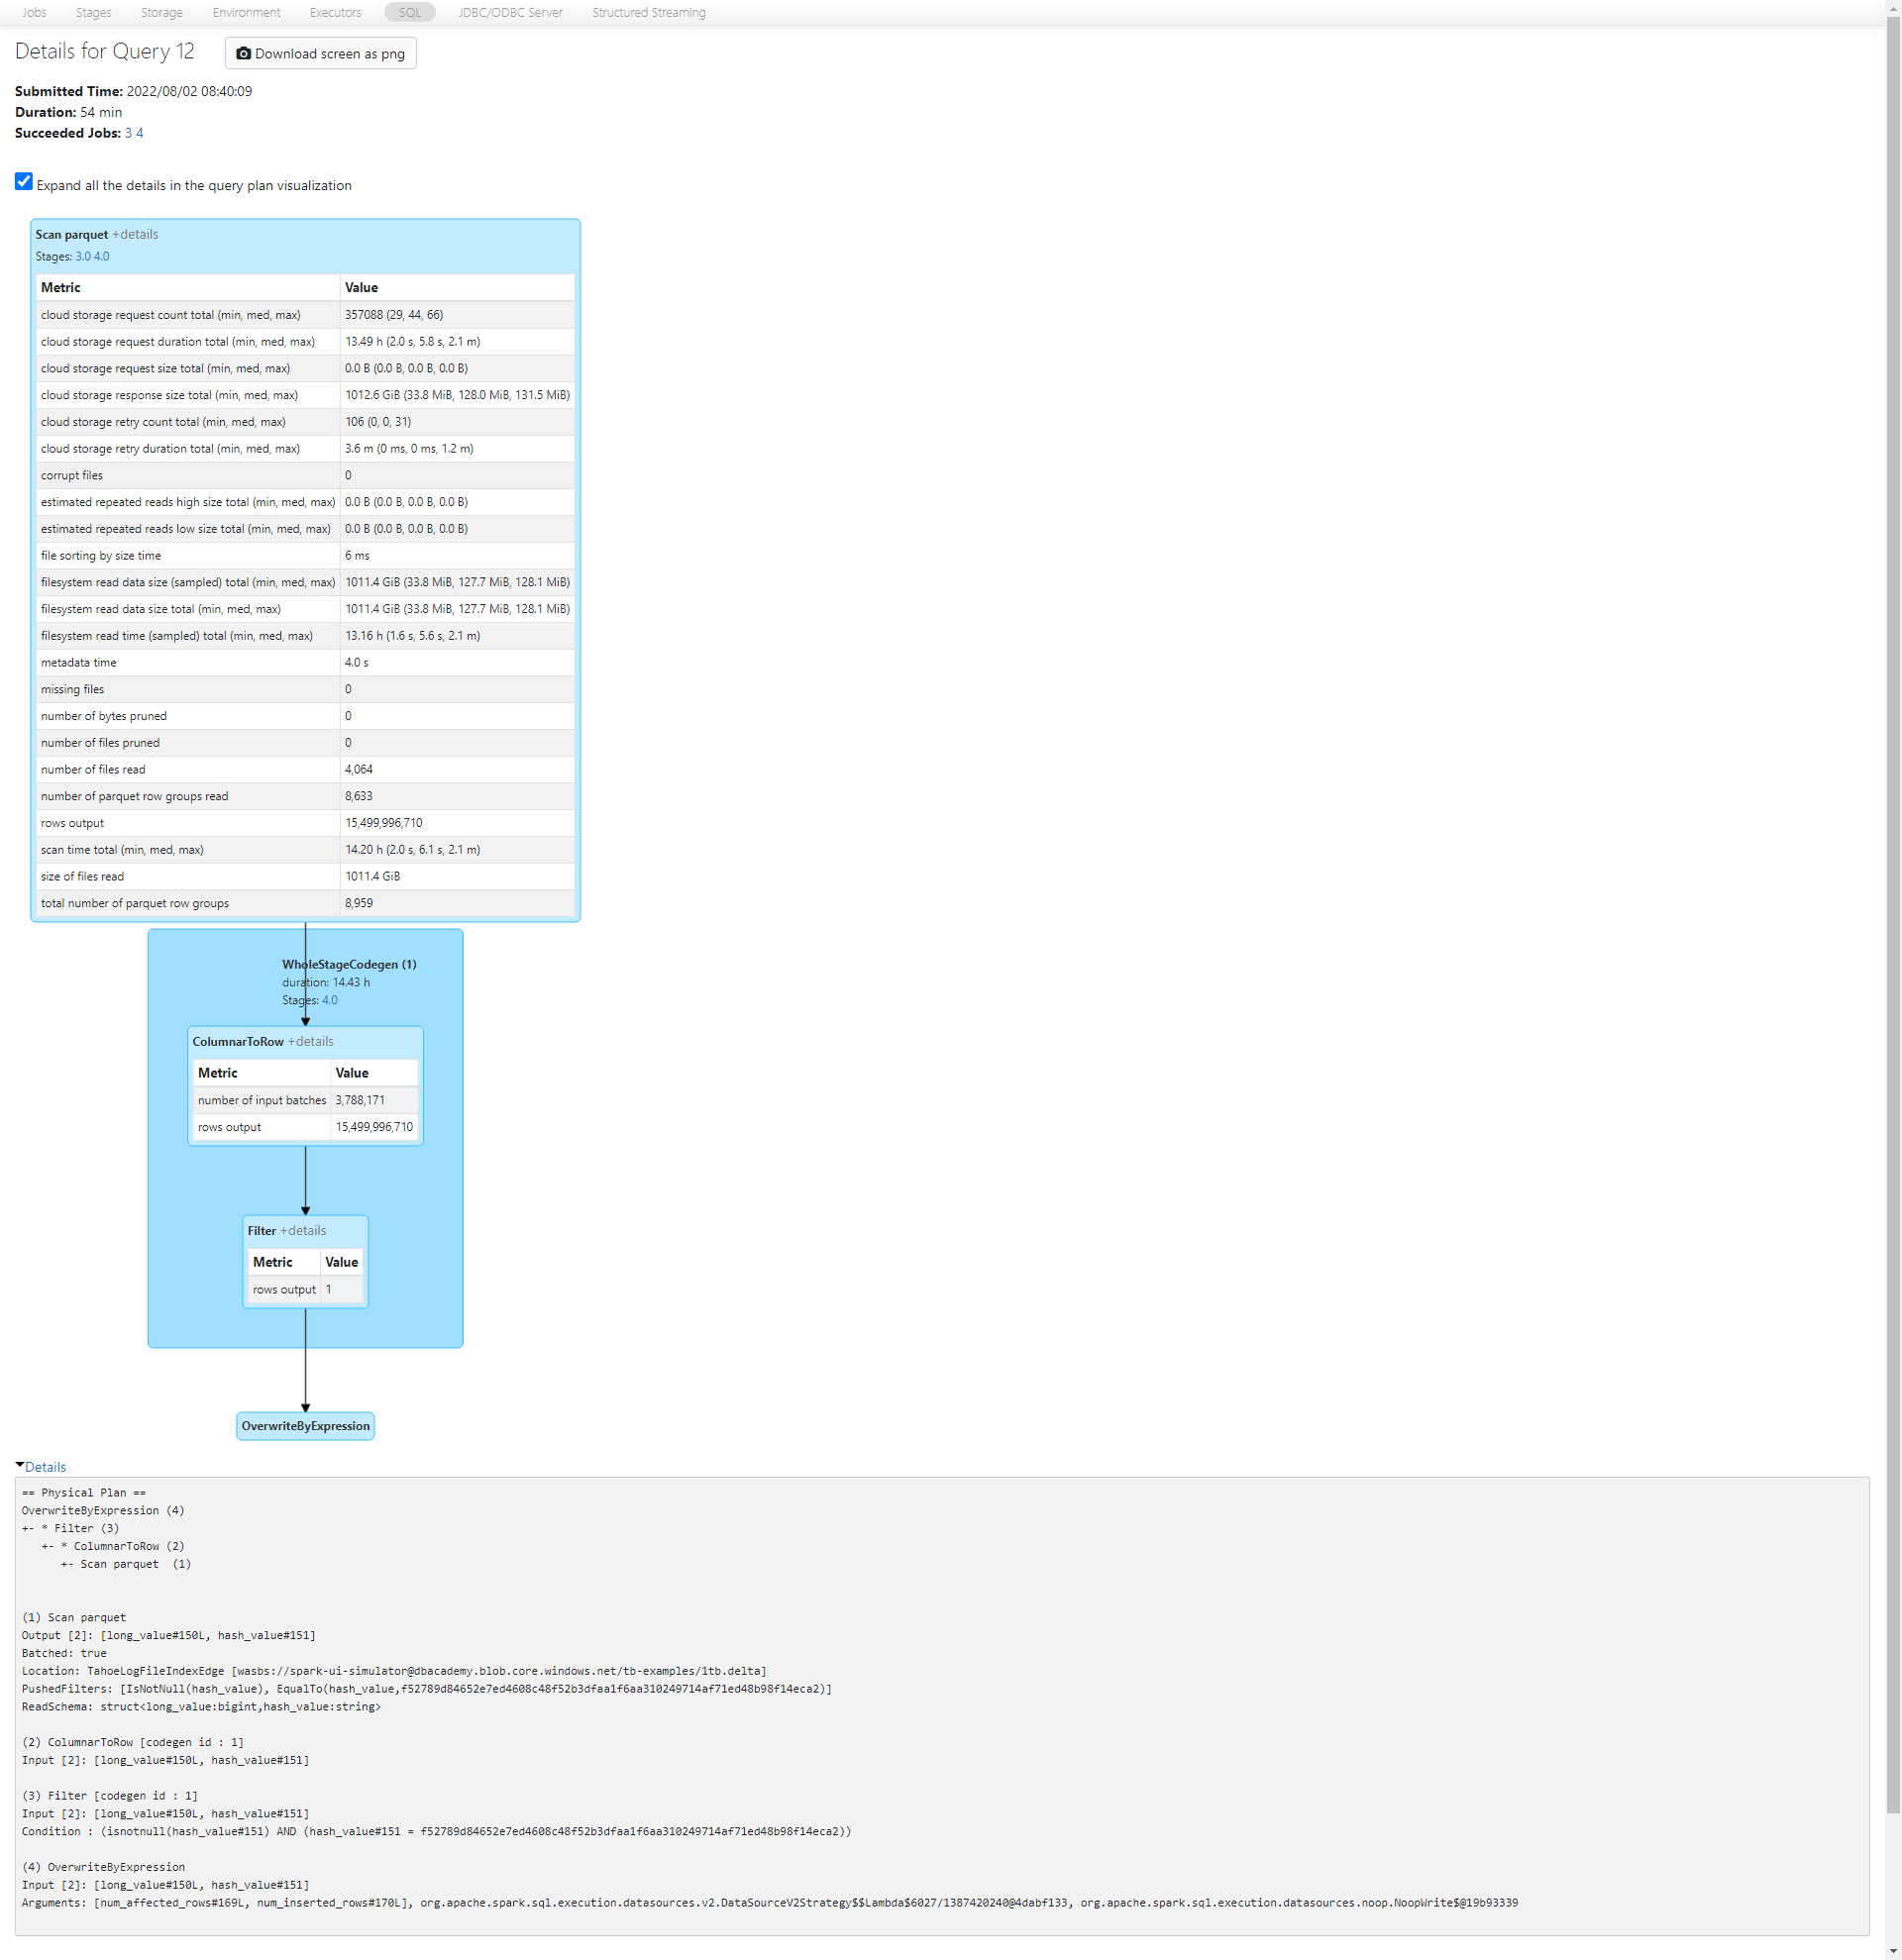 Jobs Stages Storage Environment Executors SQL JDBC/ODBC Server Structured Streaming
Details for Query 12 Download screen as png
Submitted Time: 2022/08/02 08:40:09
Duration: 54 min
Succeeded Jobs: 3 4
Expand all the details in the query plan visualization
Scan parquet +details
Stages: 3.0 4.0
Metric Value
cloud storage request count total (min, med, max) 357088 (29, 44, 66)
cloud storage request duration total (min, med, max) 13.49 h (2.0 s, 5.8 s, 2.1 m)
cloud storage request size total (min, med, max) 0.0 B (0.0 B, 0.0 B, 0.0 B)
cloud storage response size total (min, med, max) 1012.6 GiB (33.8 MiB, 128.0 MiB, 131.5 MiB)
cloud storage retry count total (min, med, max) 106 (0, 0, 31)
cloud storage retry duration total (min, med, max) 3.6 m (0 ms, 0 ms, 1.2 m)
corrupt files 0
estimated repeated reads high size total (min, med, max) 0.0 B (0.0 B, 0.0 B, 0.0 B)
estimated repeated reads low size total (min, med, max) 0.0 B (0.0 B, 0.0 B, 0.0 B)
file sorting by size time 6 ms
filesystem read data size (sampled) total (min, med, max) 1011.4 GiB (33.8 MiB, 127.7 MiB, 128.1 MiB)
filesystem read data size total (min, med, max) 1011.4 GiB (33.8 MiB, 127.7 MiB, 128.1 MiB)
filesystem read time (sampled) total (min, med, max) 13.16 h (1.6 s, 5.6 s, 2.1 m)
metadata time 4.0 s
missing files 0
number of bytes pruned 0
number of files pruned 0
number of files read 4,064
number of parquet row groups read 8,633
rows output 15,499,996,710
scan time total (min, med, max) 14.20 h (2.0 s, 6.1 s, 2.1 m)
size of files read 1011.4 GiB
total number of parquet row groups 8,959
WholeStageCodegen (1)
duration: 14.43 h
Stages: 4.0
ColumnarToRow +details
Metric Value
number of input batches 3,788,171
rows output 15,499,996,710
Filter +details
Metric Value
rows output 1
OverwriteByExpression
Details
== Physical Plan ==
OverwriteByExpression (4)
+- * Filter (3)
   +- * ColumnarToRow (2)
      +- Scan parquet  (1)
(1) Scan parquet
Output [2]: [long_value#150L, hash_value#151]
Batched: true
Location: TahoeLogFileIndexEdge [wasbs://spark-ui-simulator@dbacademy.blob.core.windows.net/tb-examples/1tb.delta]
PushedFilters: [IsNotNull(hash_value), EqualTo(hash_value,f52789d84652e7ed4608c48f52b3dfaa1f6aa310249714af71ed48b98f14eca2)]
ReadSchema: struct<long_value:bigint,hash_value:string>
(2) ColumnarToRow [codegen id : 1]
Input [2]: [long_value#150L, hash_value#151]
(3) Filter [codegen id : 1]
Input [2]: [long_value#150L, hash_value#151]
Condition : (isnotnull(hash_value#151) AND (hash_value#151 = f52789d84652e7ed4608c48f52b3dfaa1f6aa310249714af71ed48b98f14eca2))
(4) OverwriteByExpression
Input [2]: [long_value#150L, hash_value#151]
Arguments: [num_affected_rows#169L, num_inserted_rows#170L], org.apache.spark.sql.execution.datasources.v2.DataSourceV2Strategy$$Lambda$6027/1387420240@4dabf133, org.apache.spark.sql.execution.datasources.noop.NoopWrite$@19b93339